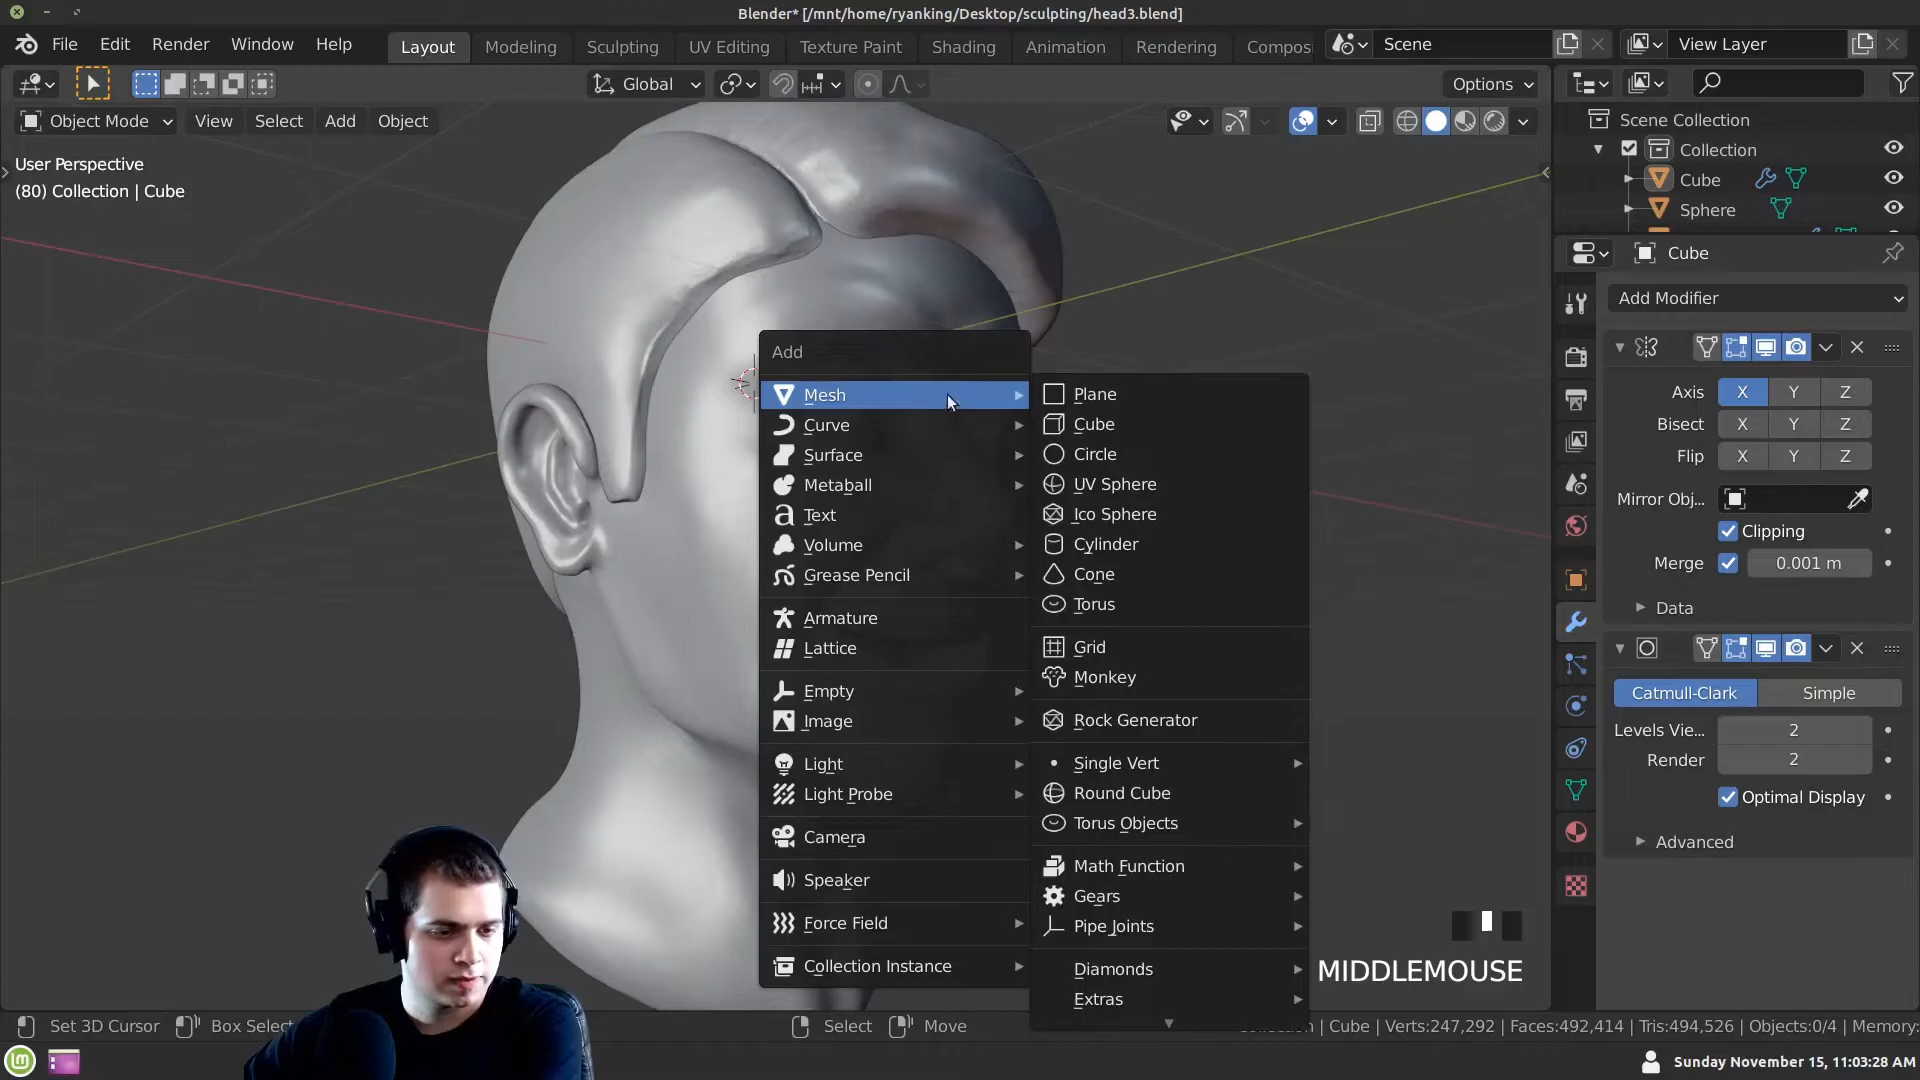 Blender* [/mnt/home/ryanking/Desktop/sculpting/head3.blend]
File Edit Render Window Help
Layout Modeling Sculpting UV Editing Texture Paint Shading Animation Rendering Compos
Scene
View Layer
Global
Options
Object Mode View Select Add Object
User Perspective
(80) Collection | Cube
Scene Collection
Collection
Cube
Sphere
Cube
Add Modifier
Axis X Y Z
Bisect X Y Z
Flip X Y Z
Mirror Obj...
Clipping
Merge 0.001 m
Data
Catmull-Clark Simple
Levels Vie... 2
Render 2
Optimal Display
Advanced
Add
Mesh
Curve
Surface
Metaball
Text
Volume
Grease Pencil
Armature
Lattice
Empty
Image
Light
Light Probe
Camera
Speaker
Force Field
Collection Instance
Plane
Cube
Circle
UV Sphere
Ico Sphere
Cylinder
Cone
Torus
Grid
Monkey
Rock Generator
Single Vert
Round Cube
Torus Objects
Math Function
Gears
Pipe Joints
Diamonds
Extras
MIDDLEMOUSE
Set 3D Cursor Box Select Select Move
| Cube | Verts:247,292 | Faces:492,414 | Tris:494,526 | Objects:0/4 | Memory:
Sunday November 15, 11:03:28 AM